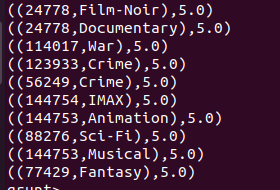 ((24778,Film-Noir),5.0)
((24778,Documentary),5.0)
((114017,War),5.0)
((123933,Crime),5.0)
((56249,Crime),5.0)
((144754,IMAX),5.0)
((144753,Animation),5.0)
((88276,Sci-Fi),5.0)
((144753,Musical),5.0)
((77429,Fantasy),5.0)
grunt>